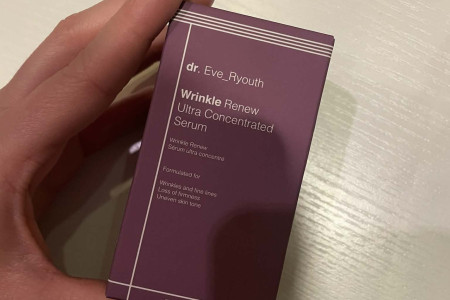 dr. Eve_Ryouth
Wrinkle Renew
Ultra Concentrated
Serum
Wrinkle Renew
Sérum ultra concentré
Formulated for
Wrinkles and fine lines
Loss of firmness
Uneven skin tone